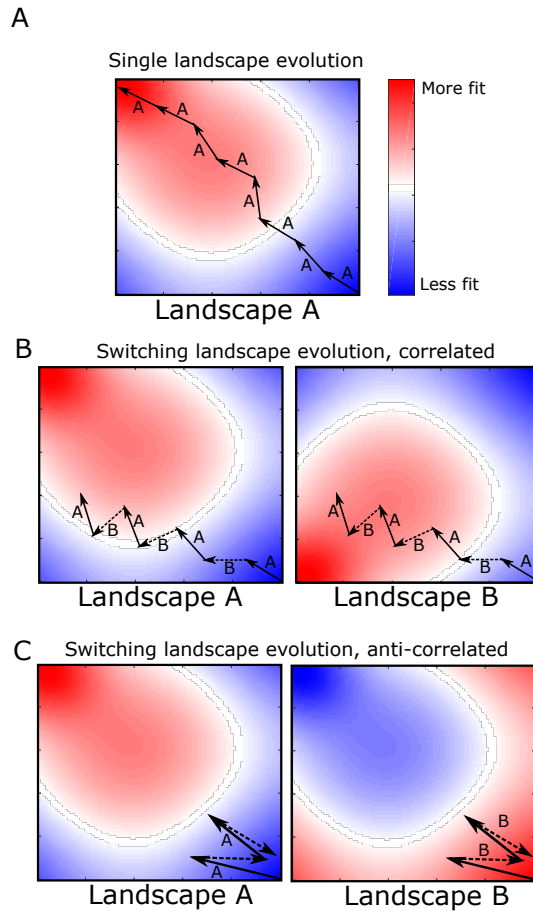 A
Single landscape evolution
More fit
A
A
A
A
A
A
A
A
Less fit
Landscape A
B
Switching landscape evolution, correlated
A
B
A
B
A
B
A
A
B
A
B
A
B
A
Landscape A
Landscape B
C
Switching landscape evolution, anti-correlated
A
A
B
B
Landscape A
Landscape B